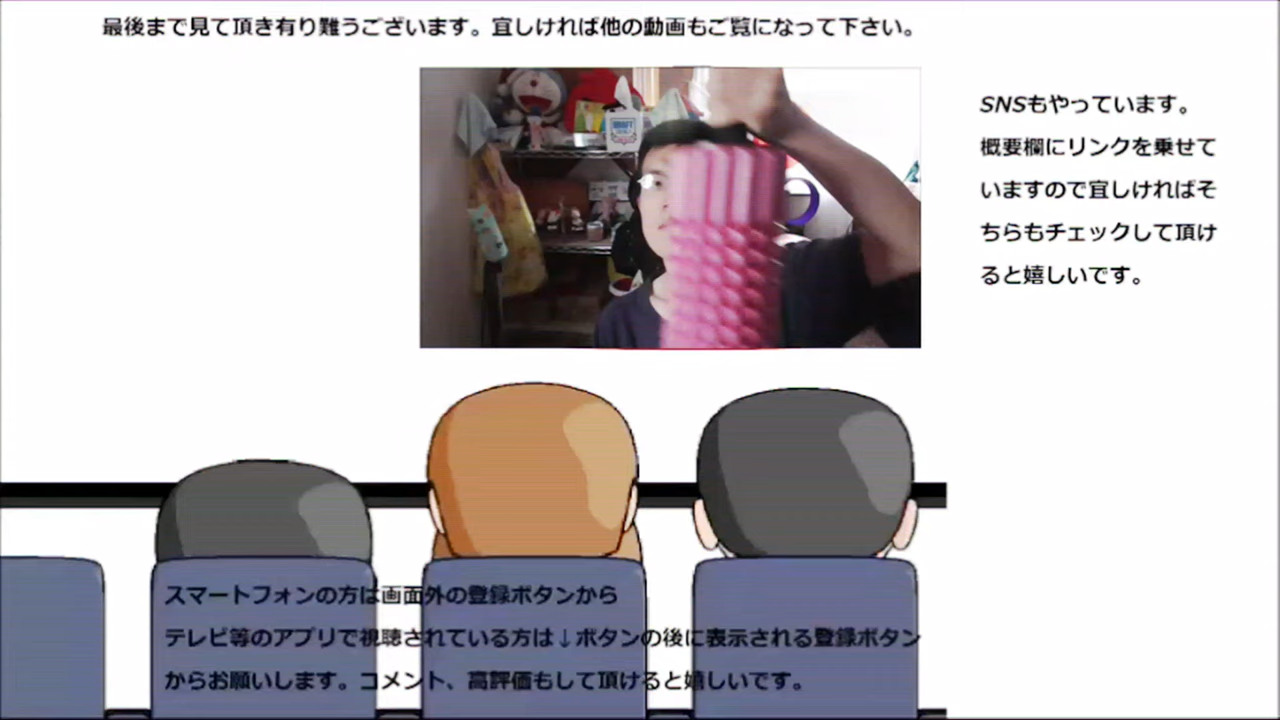 最後まで見て頂き有り難うございます。宜しければ他の動画もご覧になって下さい。
SNSもやっています。
概要欄にリンクを乗せて
いますので宜しければそ
ちらもチェックして頂け
ると嬉しいです。
スマートフォンの方は画面外の登録ボタンから
テレビ等のアプリで視聴されている方は↓ボタンの後に表示される登録ボタン
からお願いします。コメント、高評価もして頂けると嬉しいです。